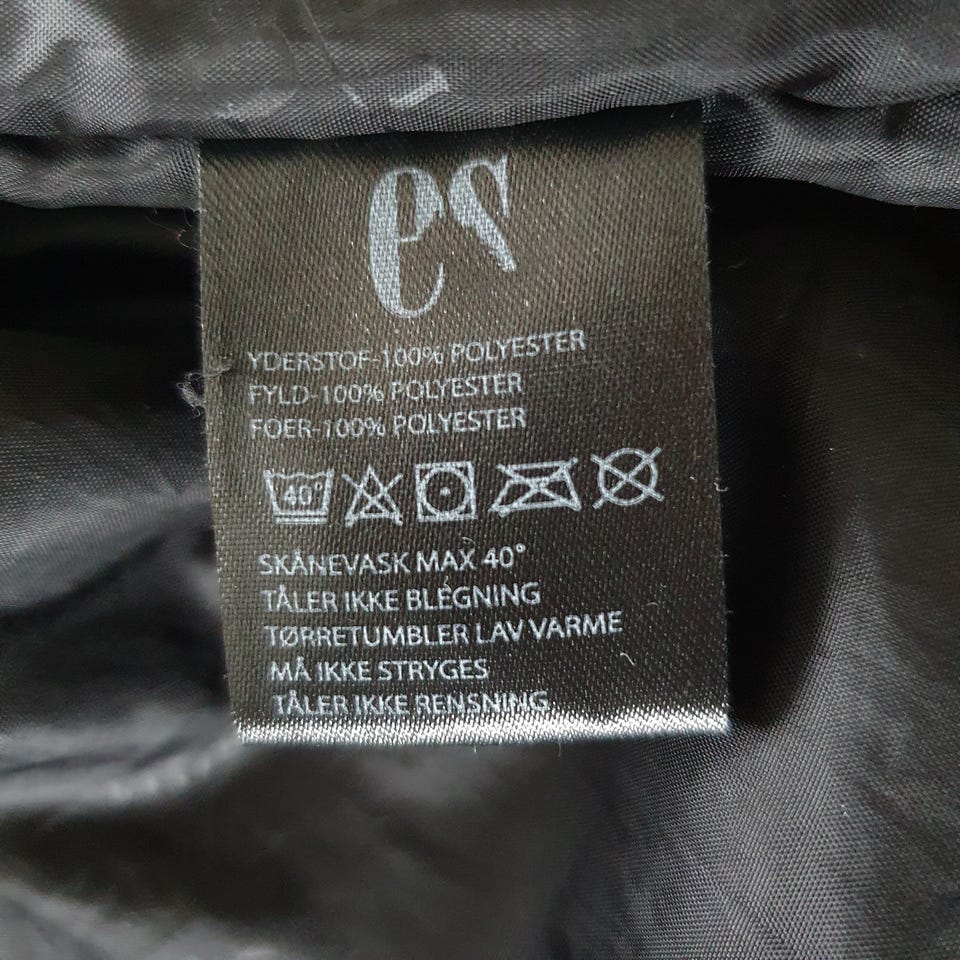 YDERSTOF-100% POLYESTER
FYLD-100% POLYESTER
FOER-100% POLYESTER
40°
SKÅNEVASK MAX 40°
TÅLER IKKE BLEGNING
TØRRETUMBLER LAV VARME
MÅ IKKE STRYGES
TÅLER IKKE RENSNING